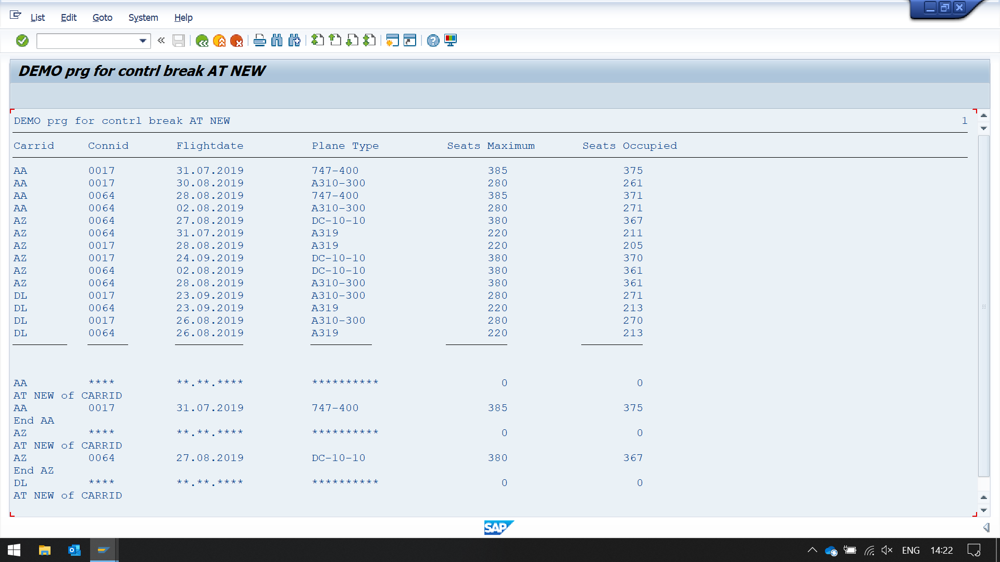 List Edit Goto System Help
DEMO prg for contrl break AT NEW
DEMO prg for contrl break AT NEW 1
Carrid Connid Flightdate Plane Type Seats Maximum Seats Occupied
AA 0017 31.07.2019 747-400 385 375
AA 0017 30.08.2019 A310-300 280 261
AA 0064 28.08.2019 747-400 385 371
AA 0064 02.08.2019 A310-300 280 271
AZ 0064 27.08.2019 DC-10-10 380 367
AZ 0064 31.07.2019 A319 220 211
AZ 0017 28.08.2019 A319 220 205
AZ 0017 24.09.2019 DC-10-10 380 370
AZ 0064 02.08.2019 DC-10-10 380 361
AZ 0064 28.08.2019 A310-300 380 361
DL 0017 23.09.2019 A310-300 280 271
DL 0064 23.09.2019 A319 220 213
DL 0017 26.08.2019 A310-300 280 270
DL 0064 26.08.2019 A319 220 213
AA **** **.**.**** ********** 0 0
AT NEW of CARRID
AA 0017 31.07.2019 747-400 385 375
End AA
AZ **** **.**.**** ********** 0 0
AT NEW of CARRID
AZ 0064 27.08.2019 DC-10-10 380 367
End AZ
DL **** **.**.**** ********** 0 0
AT NEW of CARRID
SAP
ENG 14:22